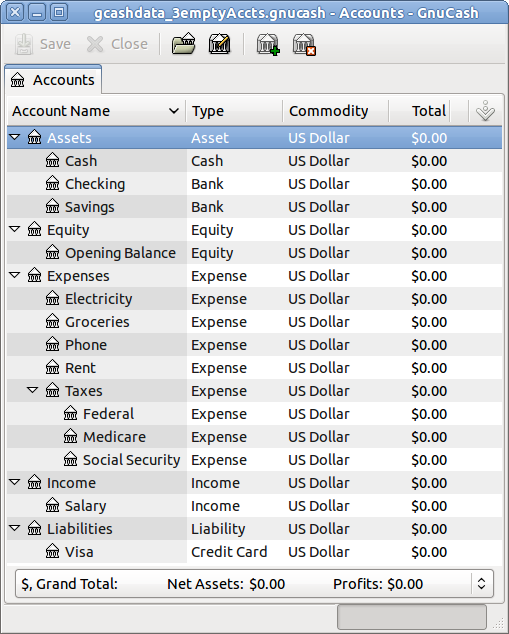 gcashdata_3emptyAccts.gnucash - Accounts - GnuCash
Save Close
Accounts
Account Name Type Commodity Total
Assets Asset US Dollar $0.00
Cash Cash US Dollar $0.00
Checking Bank US Dollar $0.00
Savings Bank US Dollar $0.00
Equity Equity US Dollar $0.00
Opening Balance Equity US Dollar $0.00
Expenses Expense US Dollar $0.00
Electricity Expense US Dollar $0.00
Groceries Expense US Dollar $0.00
Phone Expense US Dollar $0.00
Rent Expense US Dollar $0.00
Taxes Expense US Dollar $0.00
Federal Expense US Dollar $0.00
Medicare Expense US Dollar $0.00
Social Security Expense US Dollar $0.00
Income Income US Dollar $0.00
Salary Income US Dollar $0.00
Liabilities Liability US Dollar $0.00
Visa Credit Card US Dollar $0.00
$, Grand Total: Net Assets: $0.00 Profits: $0.00